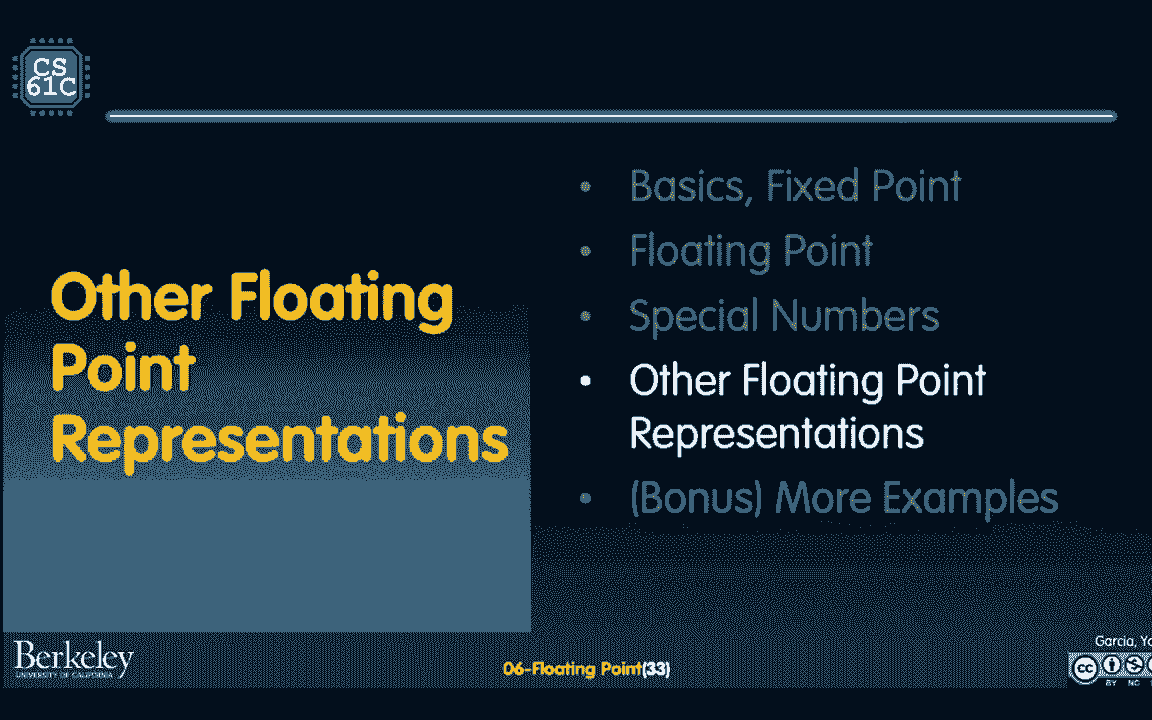 CS
61C
Other Floating
Point
Representations
• Basics, Fixed Point
• Floating Point
• Special Numbers
• Other Floating Point
Representations
• (Bonus) More Examples
Berkeley
UNIVERSITY OF CALIFORNIA
06-Floating Point(33)
Garcia,
cc
BY NC